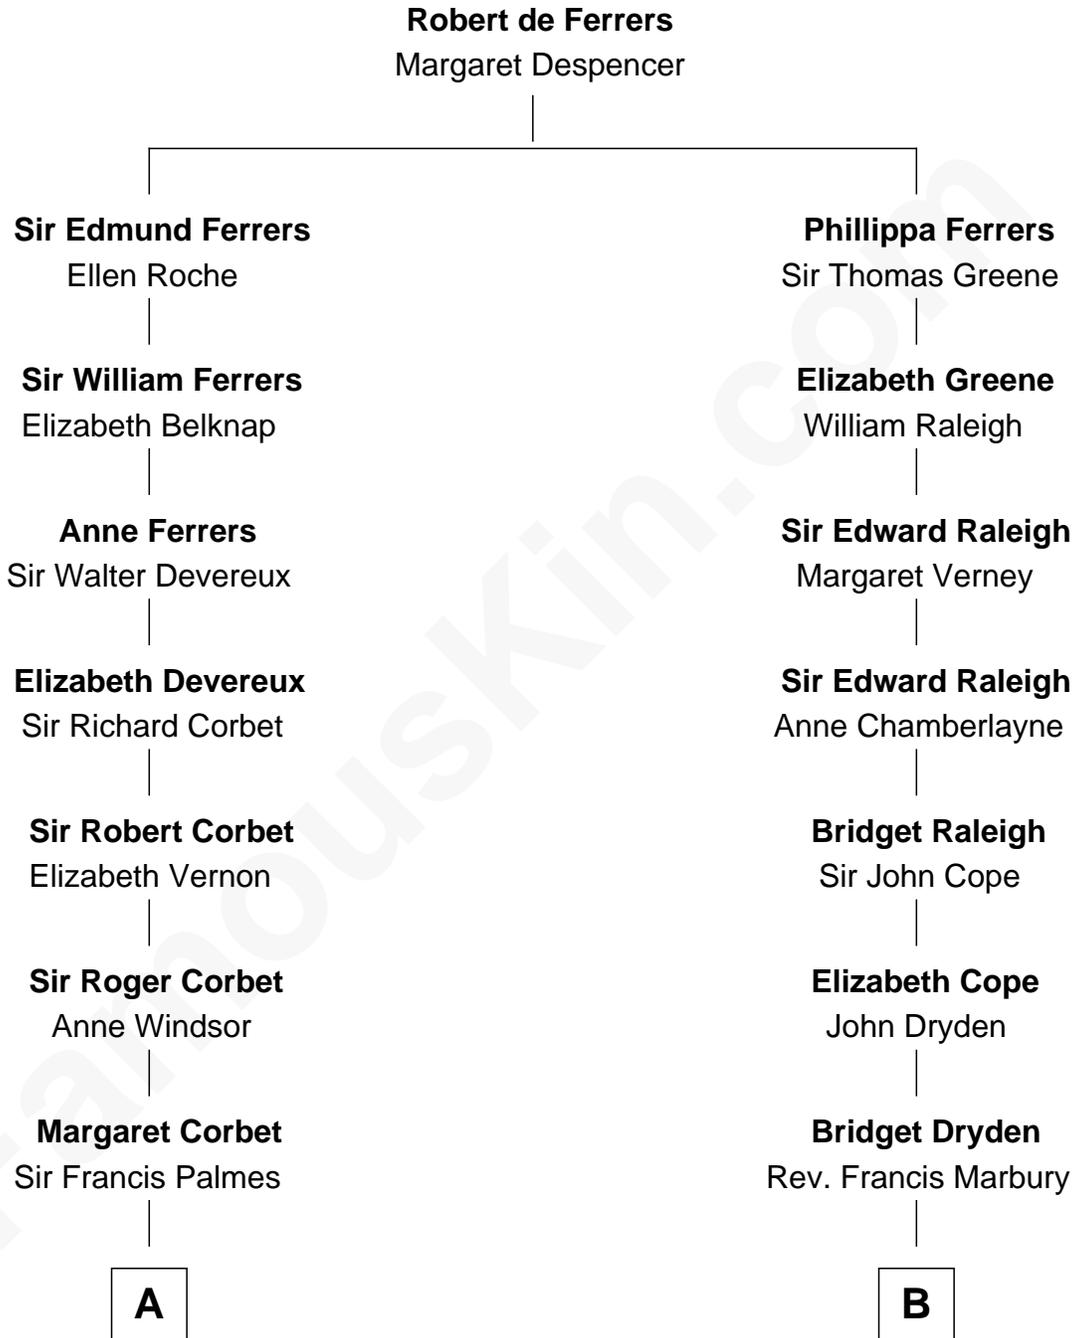 Robert de Ferrers
Margaret Despencer
Sir Edmund Ferrers
Ellen Roche
Phillippa Ferrers
Sir Thomas Greene
Sir William Ferrers
Elizabeth Belknap
Elizabeth Greene
William Raleigh
Anne Ferrers
Sir Walter Devereux
Sir Edward Raleigh
Margaret Verney
Elizabeth Devereux
Sir Richard Corbet
Sir Edward Raleigh
Anne Chamberlayne
Sir Robert Corbet
Elizabeth Vernon
Bridget Raleigh
Sir John Cope
Sir Roger Corbet
Anne Windsor
Elizabeth Cope
John Dryden
Margaret Corbet
Sir Francis Palmes
Bridget Dryden
Rev. Francis Marbury
A
B
FamousKin.com